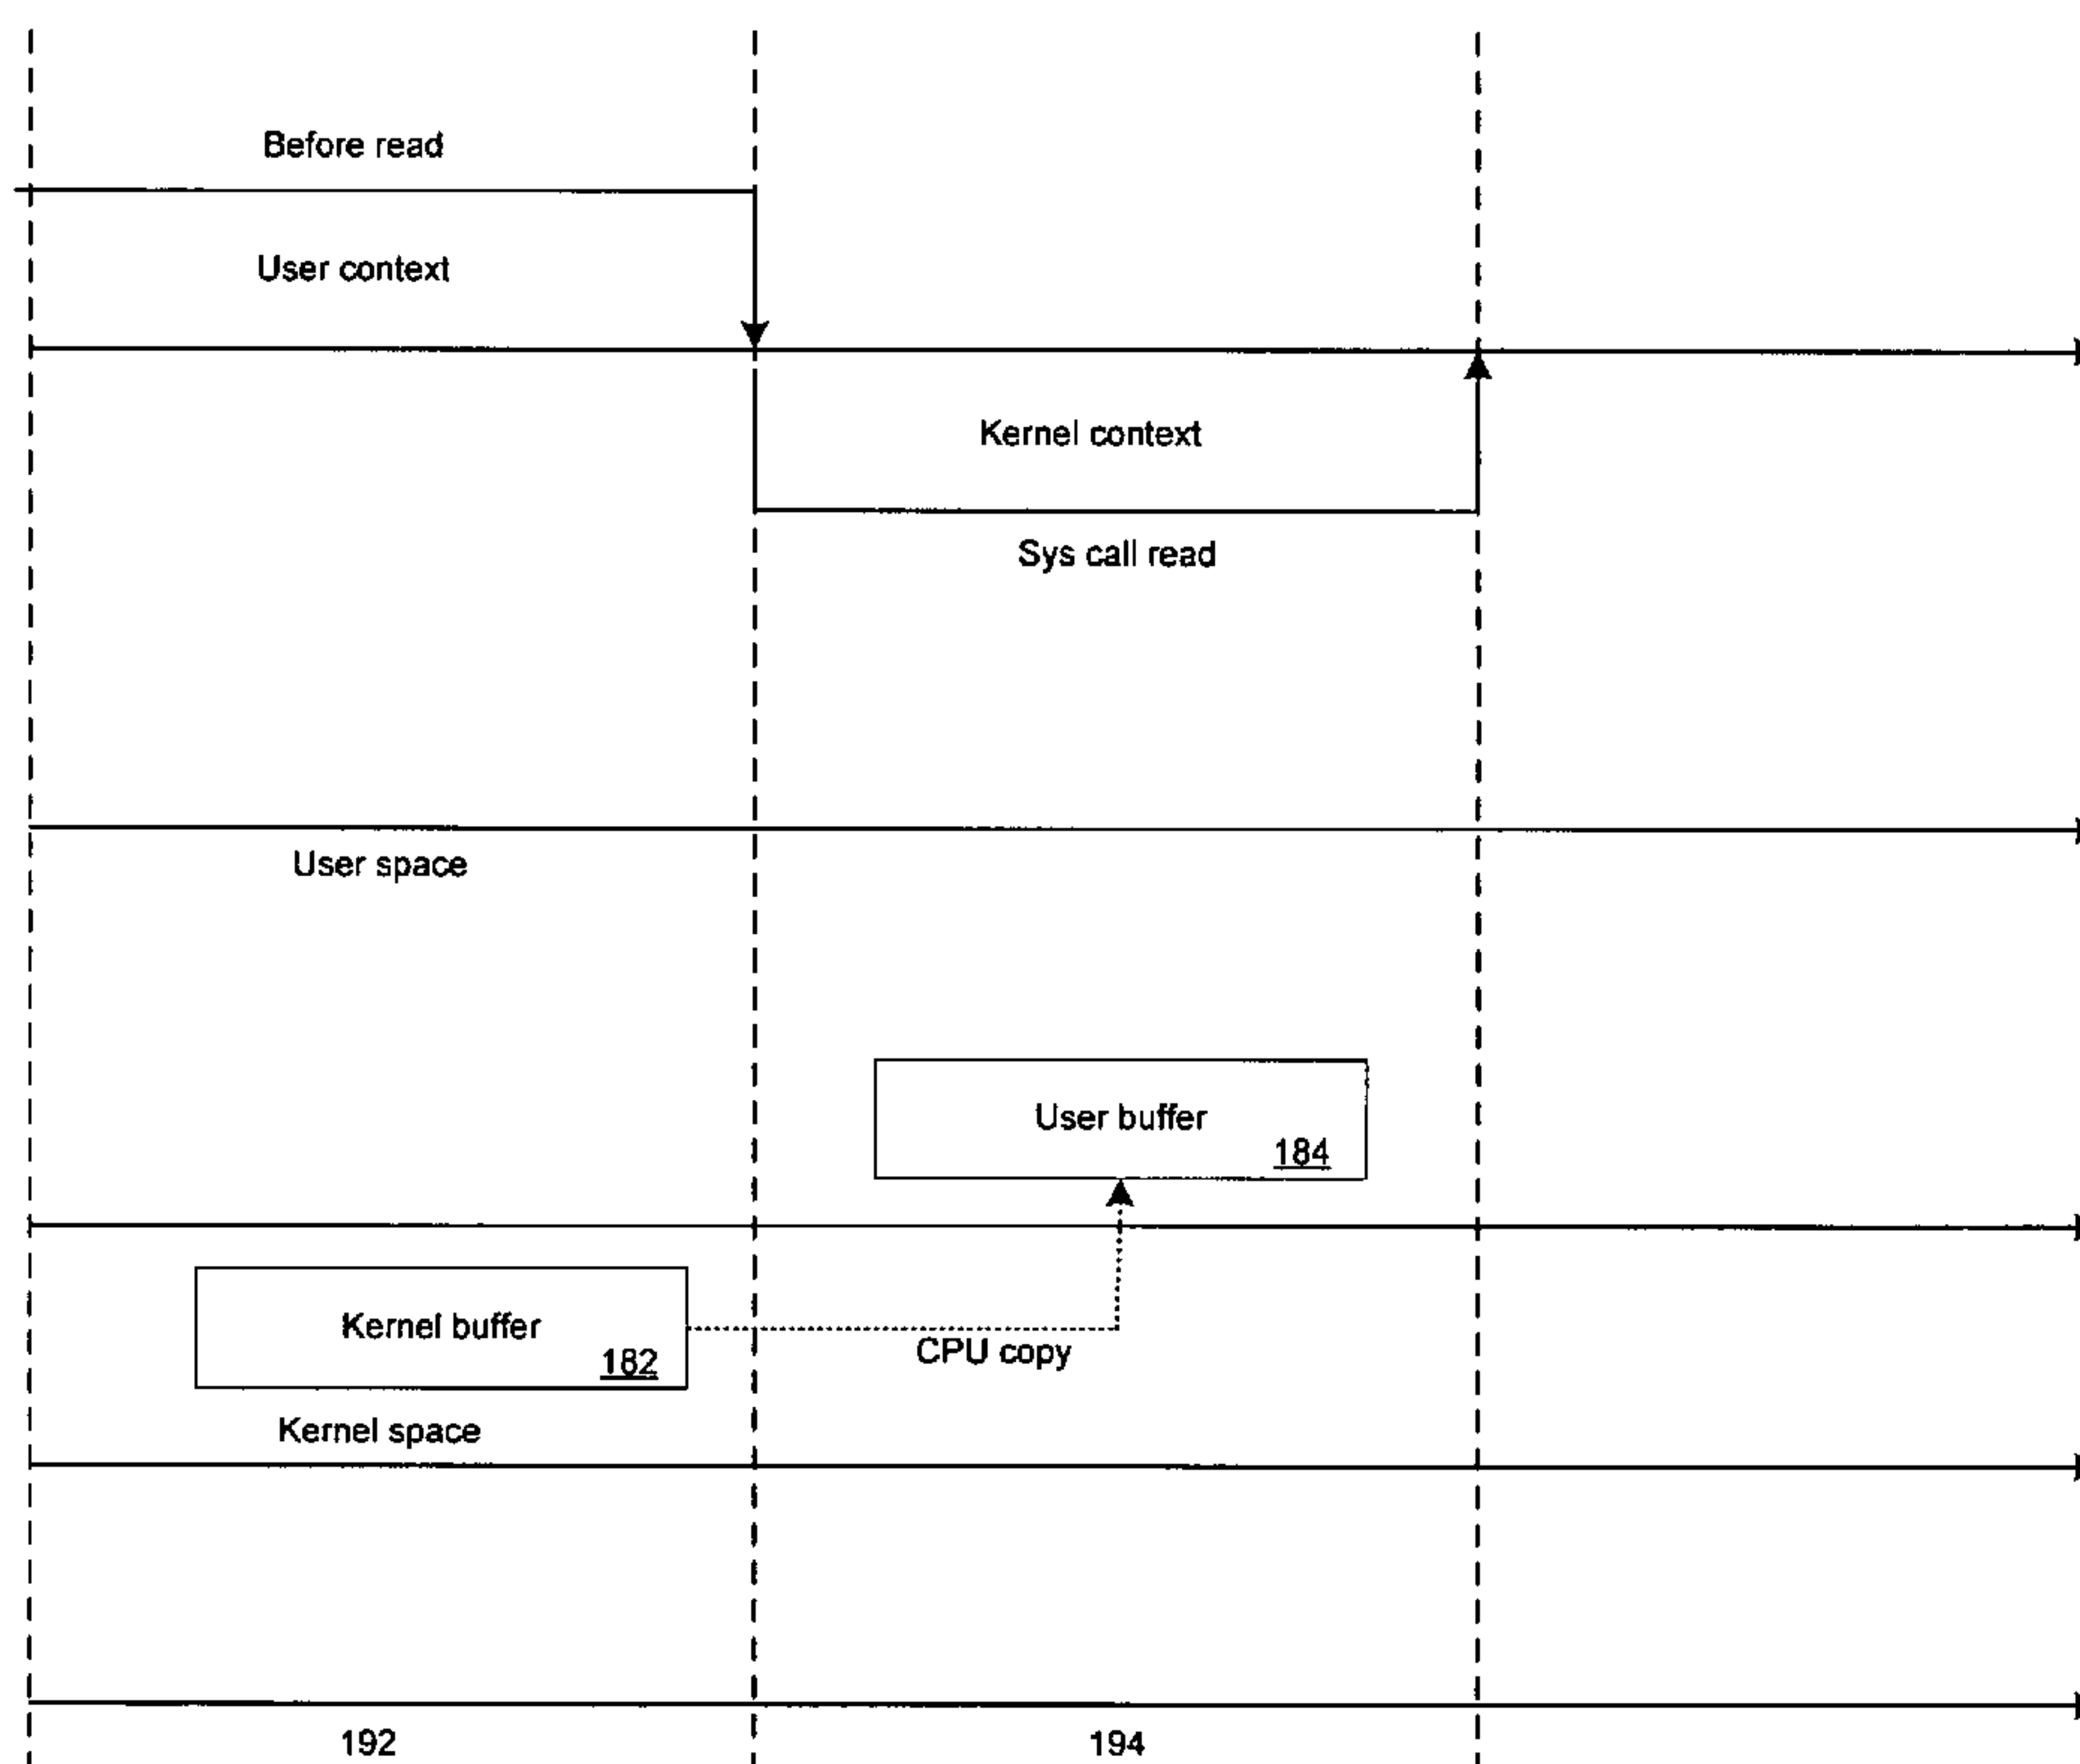 Before read
User context
Kernel context
Sys call read
User space
User buffer
184
Kernel buffer
182
CPU copy
Kernel space
192
194